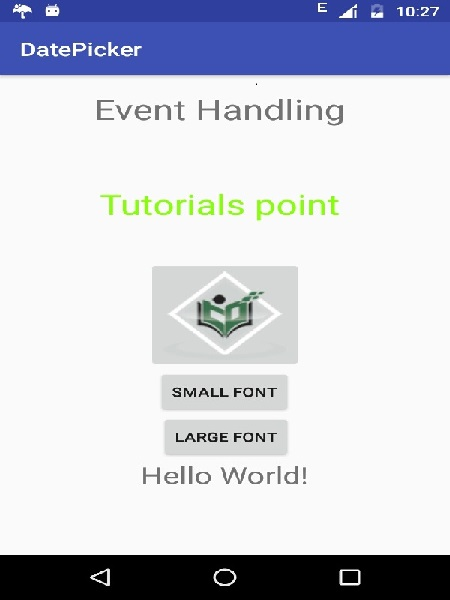 E 10:27
DatePicker
Event Handling
Tutorials point
SMALL FONT
LARGE FONT
Hello World!